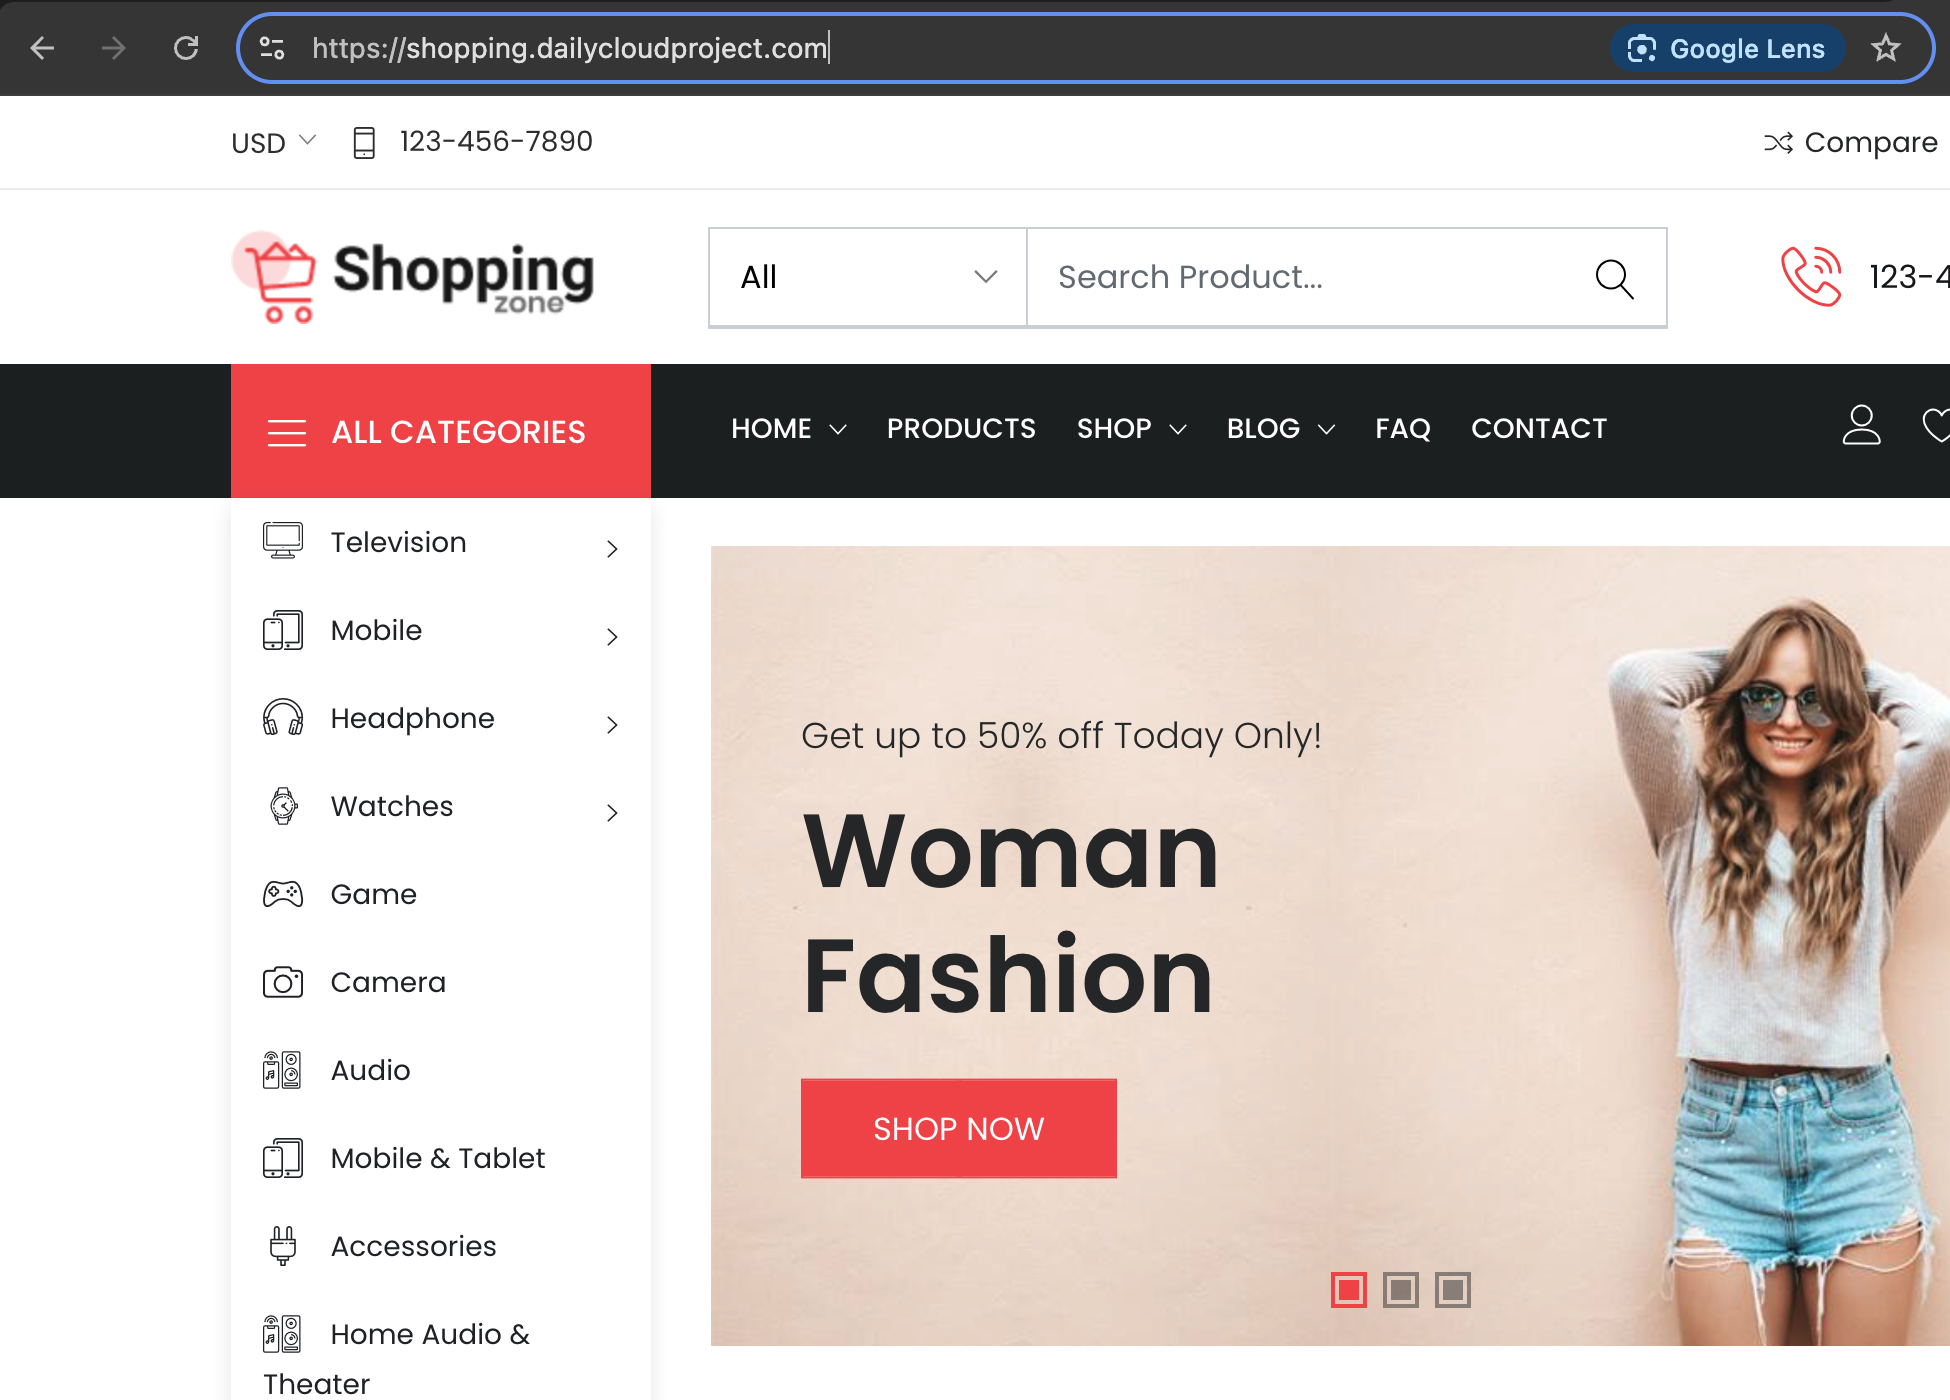 https://shopping.dailycloudproject.com
Google Lens
USD
123-456-7890
Compare
Shopping
zone
All
Search Product...
123-4
ALL CATEGORIES
HOME
PRODUCTS
SHOP
BLOG
FAQ
CONTACT
Television
Mobile
Headphone
Watches
Game
Camera
Audio
Mobile & Tablet
Accessories
Home Audio &
Theater
Get up to 50% off Today Only!
Woman
Fashion
SHOP NOW